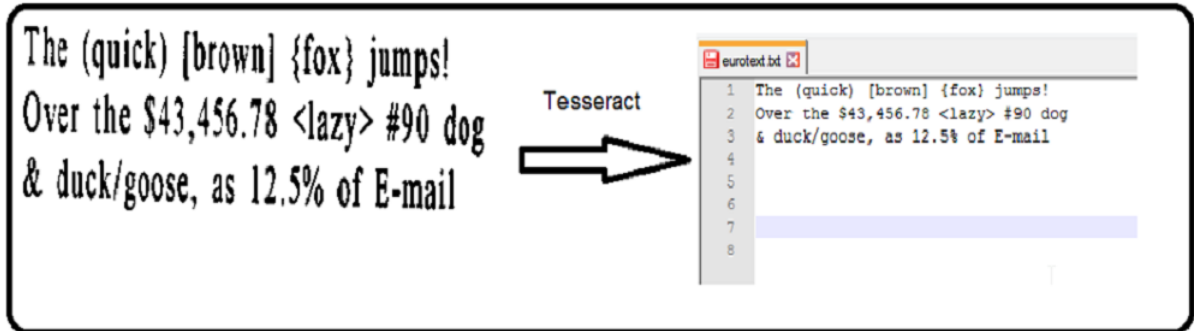 The (quick) [brown] {fox} jumps!
Over the $43,456.78 <lazy> #90 dog
& duck/goose, as 12.5% of E-mail
Tesseract
eurotext.txt
1 The (quick) [brown] {fox} jumps!
2 Over the $43,456.78 <lazy> #90 dog
3 & duck/goose, as 12.5% of E-mail
4
5
6
7
8